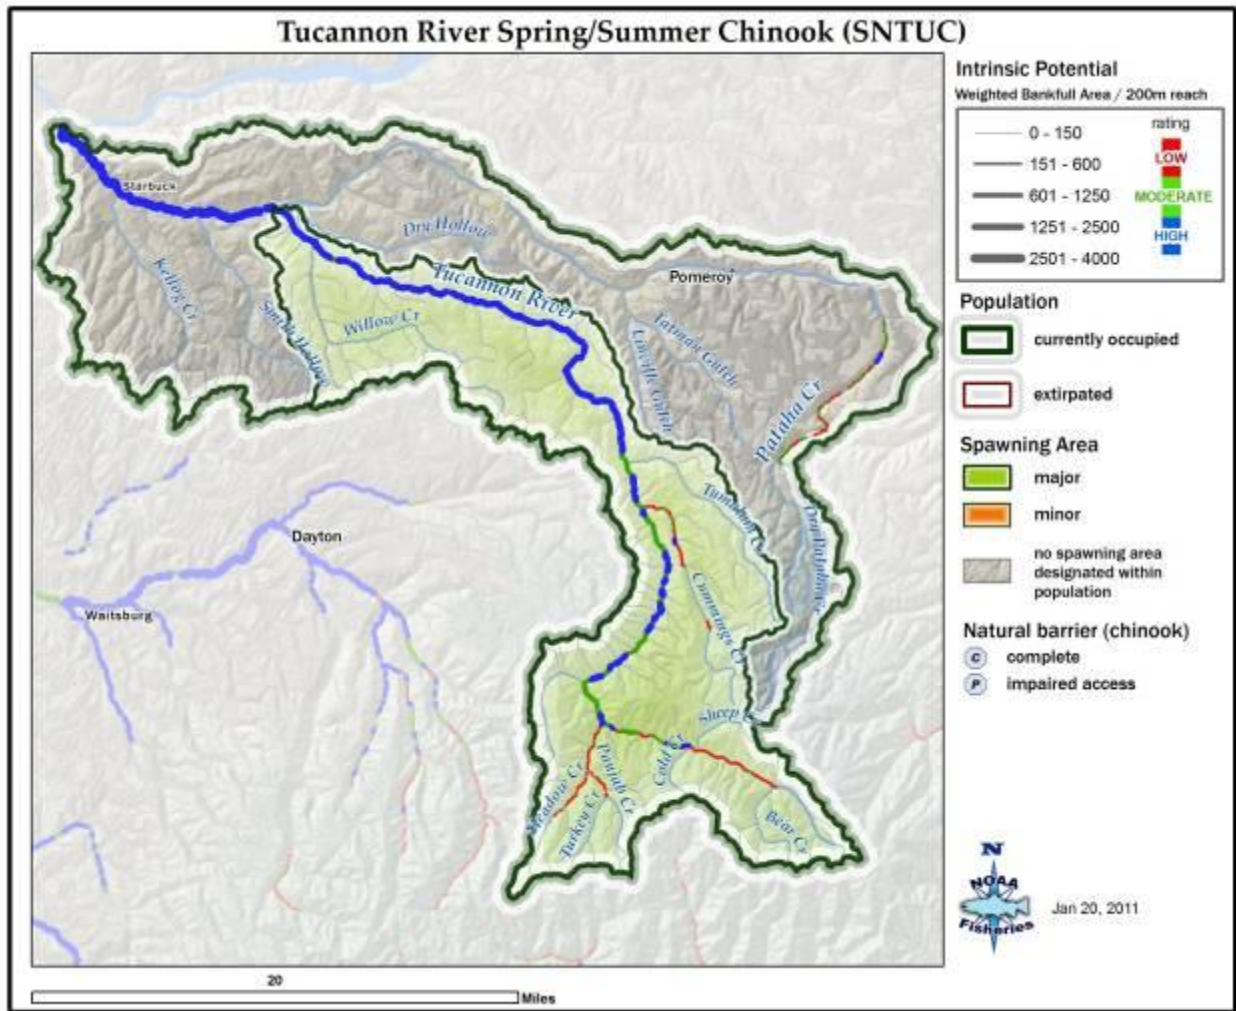 Tucannon River Spring/Summer Chinook (SNTUC)
Intrinsic Potential
Weighted Bankfull Area / 200m reach
rating
0 - 150
151 - 600
601 - 1250
1251 - 2500
2501 - 4000
LOW
MODERATE
HIGH
Population
currently occupied
extirpated
Spawning Area
major
minor
no spawning area
designated within
population
Natural barrier (chinook)
C complete
P impaired access
N
NOAA
Fisheries
Jan 20, 2011
Starbuck
Dry Hollow
Pomeroy
Tucannon River
Kellog Cr
Smith Hollow
Willow Cr
Tatman Gulch
Linville Gulch
Pataha Cr
Tumalum Cr
Dry Pataha Cr
Dayton
Waitsburg
Cummings Cr
Sheep
Cold Cr
Panjab Cr
Meadow Cr
Turkey Cr
Bear Cr
20
Miles